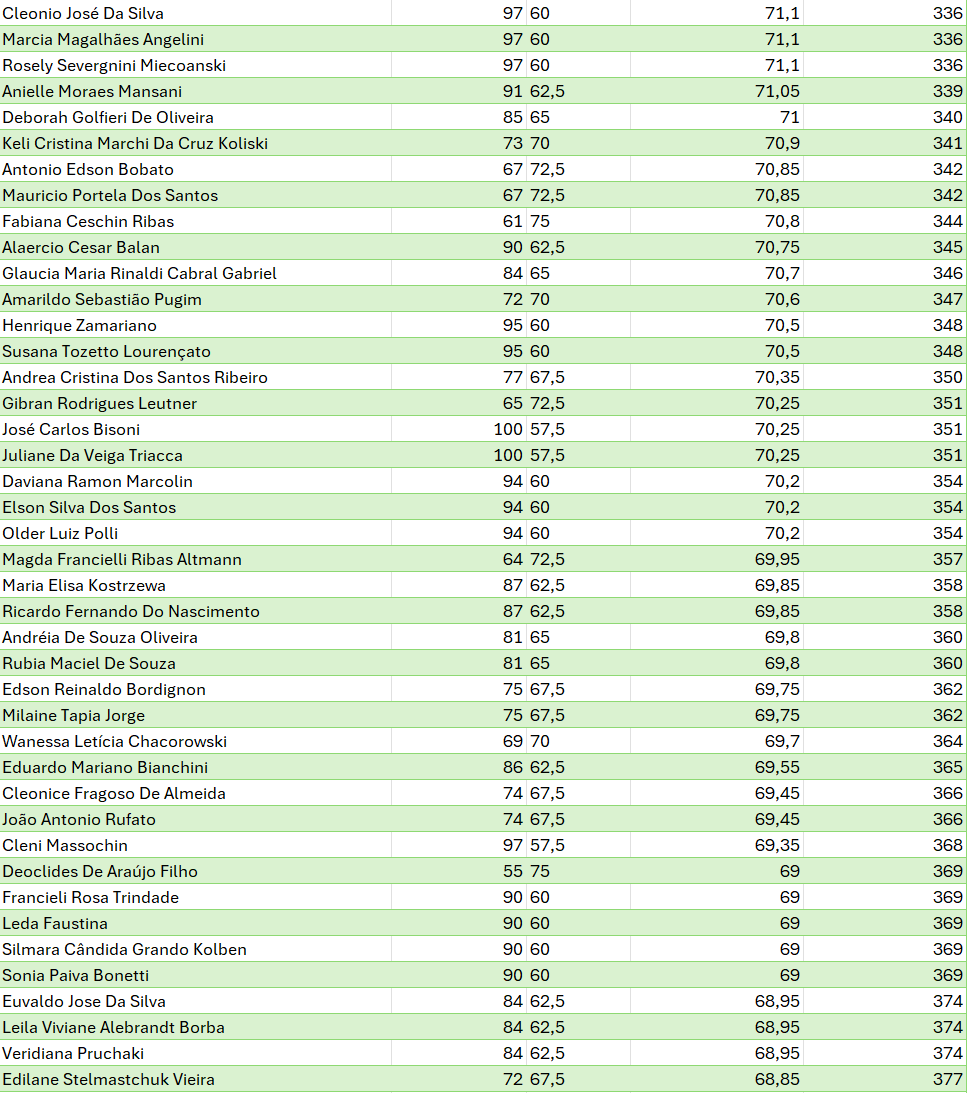 Cleonio José Da Silva 97 60 71,1 336
Marcia Magalhães Angelini 97 60 71,1 336
Rosely Severgnini Miecoanski 97 60 71,1 336
Anielle Moraes Mansani 91 62,5 71,05 339
Deborah Golfieri De Oliveira 85 65 71 340
Keli Cristina Marchi Da Cruz Koliski 73 70 70,9 341
Antonio Edson Bobato 67 72,5 70,85 342
Mauricio Portela Dos Santos 67 72,5 70,85 342
Fabiana Ceschin Ribas 61 75 70,8 344
Alaercio Cesar Balan 90 62,5 70,75 345
Glaucia Maria Rinaldi Cabral Gabriel 84 65 70,7 346
Amarildo Sebastião Pugim 72 70 70,6 347
Henrique Zamariano 95 60 70,5 348
Susana Tozetto Lourençato 95 60 70,5 348
Andrea Cristina Dos Santos Ribeiro 77 67,5 70,35 350
Gibran Rodrigues Leutner 65 72,5 70,25 351
José Carlos Bisoni 100 57,5 70,25 351
Juliane Da Veiga Triacca 100 57,5 70,25 351
Daviana Ramon Marcolin 94 60 70,2 354
Elson Silva Dos Santos 94 60 70,2 354
Older Luiz Polli 94 60 70,2 354
Magda Francielli Ribas Altmann 64 72,5 69,95 357
Maria Elisa Kostrzewa 87 62,5 69,85 358
Ricardo Fernando Do Nascimento 87 62,5 69,85 358
Andréia De Souza Oliveira 81 65 69,8 360
Rubia Maciel De Souza 81 65 69,8 360
Edson Reinaldo Bordignon 75 67,5 69,75 362
Milaine Tapia Jorge 75 67,5 69,75 362
Wanessa Letícia Chacorowski 69 70 69,7 364
Eduardo Mariano Bianchini 86 62,5 69,55 365
Cleonice Fragoso De Almeida 74 67,5 69,45 366
João Antonio Rufato 74 67,5 69,45 366
Cleni Massochin 97 57,5 69,35 368
Deoclides De Araújo Filho 55 75 69 369
Francieli Rosa Trindade 90 60 69 369
Leda Faustina 90 60 69 369
Silmara Cândida Grando Kolben 90 60 69 369
Sonia Paiva Bonetti 90 60 69 369
Euvaldo Jose Da Silva 84 62,5 68,95 374
Leila Viviane Alebrandt Borba 84 62,5 68,95 374
Veridiana Pruchaki 84 62,5 68,95 374
Edilane Stelmastchuk Vieira 72 67,5 68,85 377